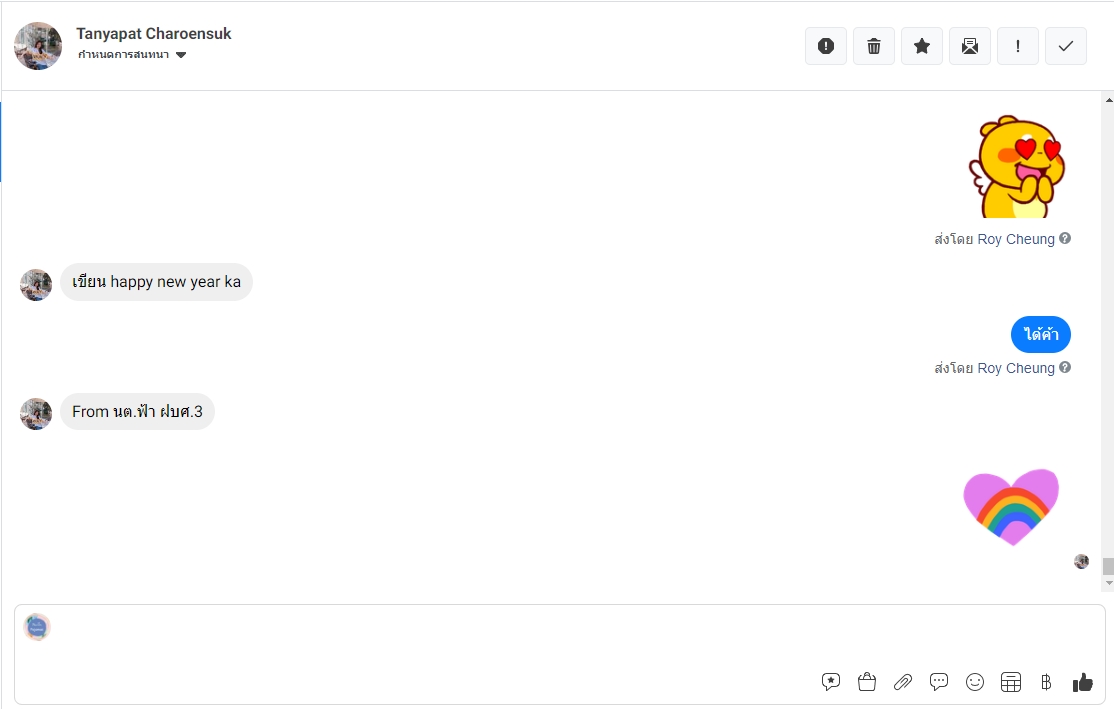 Tanyapat Charoensuk
กำหนดการสนทนา
ส่งโดย Roy Cheung
เขียน happy new year ka
ได้ค้า
ส่งโดย Roy Cheung
From นต.ฟ้า ฝบศ.3